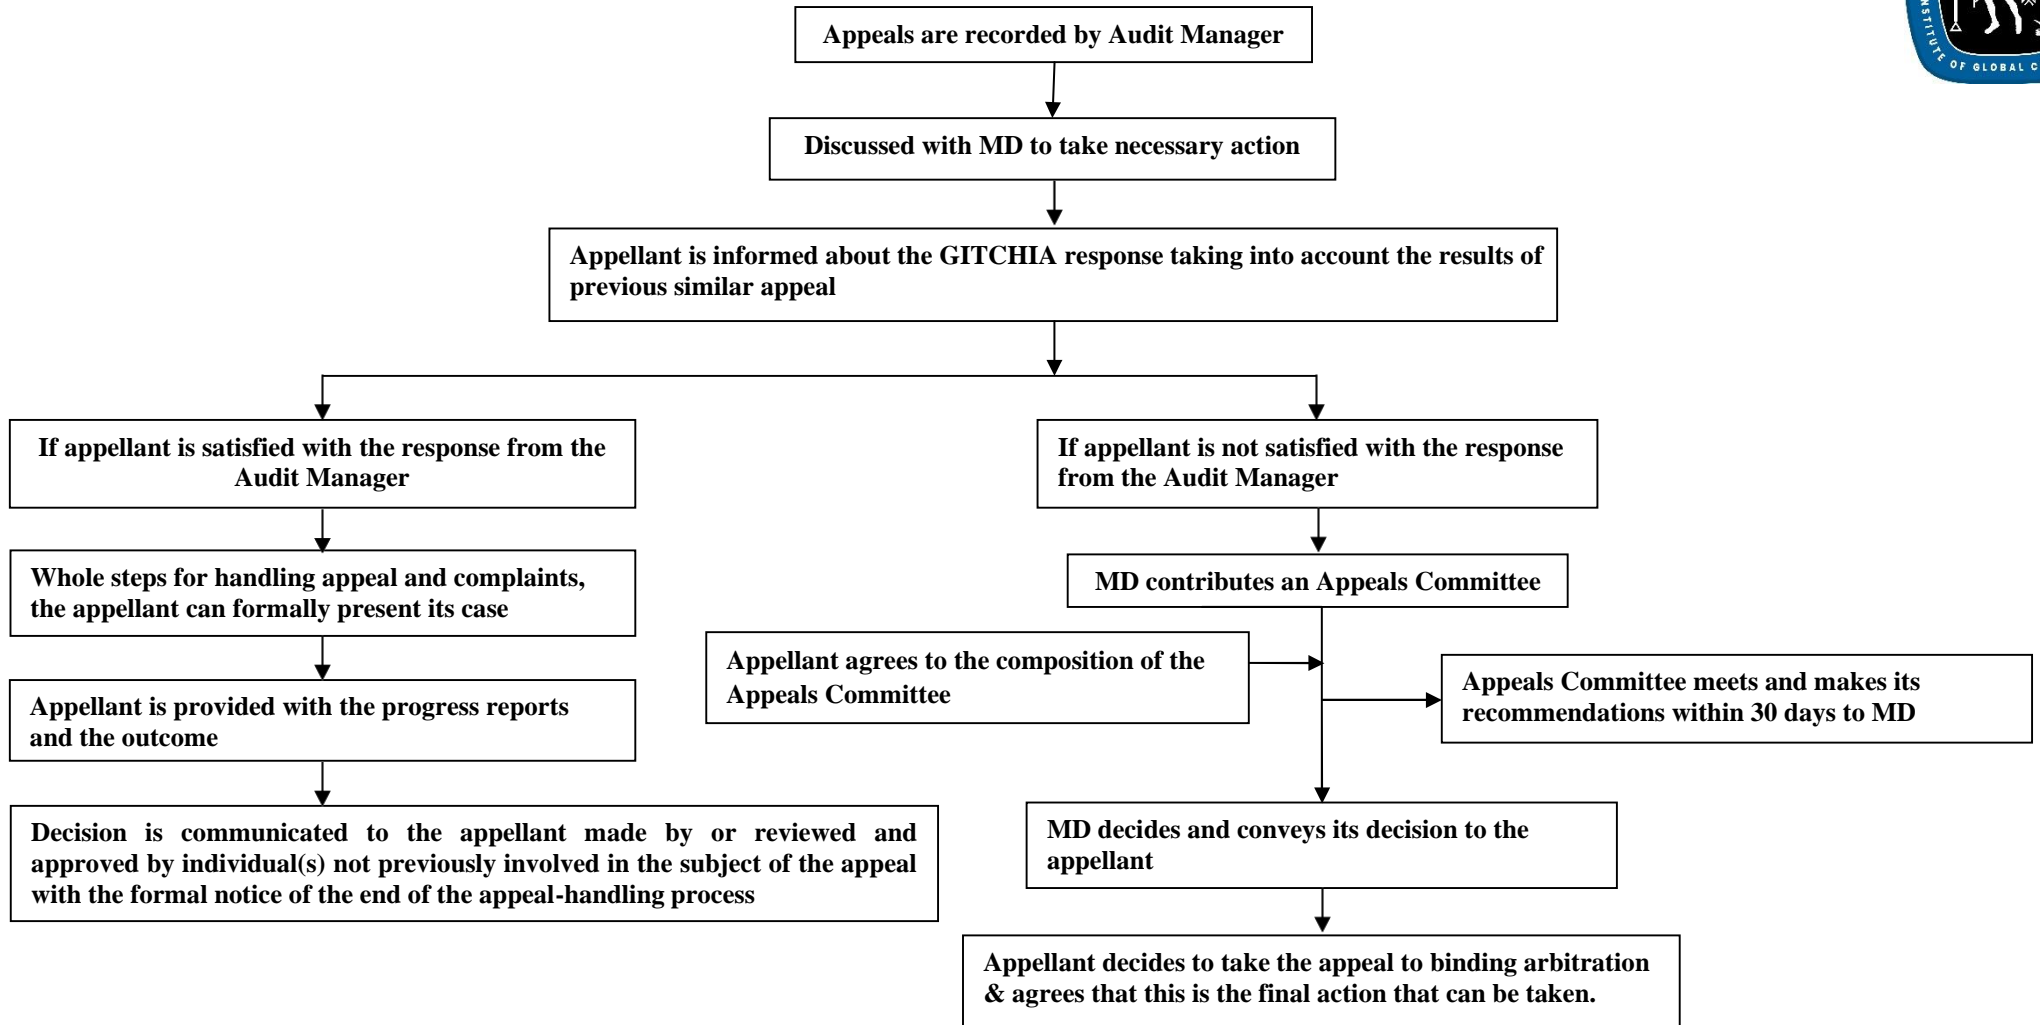 Appeals are recorded by Audit Manager
NSTITUTE OF GLOBAL C
Discussed with MD to take necessary action
Appellant is informed about the GITCHIA response taking into account the results of
previous similar appeal
If appellant is satisfied with the response from the
Audit Manager
If appellant is not satisfied with the response
from the Audit Manager
Whole steps for handling appeal and complaints,
the appellant can formally present its case
MD contributes an Appeals Committee
Appellant agrees to the composition of the
Appeals Committee
Appeals Committee meets and makes its
recommendations within 30 days to MD
Appellant is provided with the progress reports
and the outcome
Decision is communicated to the appellant made by or reviewed and
approved by individual(s) not previously involved in the subject of the appeal
with the formal notice of the end of the appeal-handling process
MD decides and conveys its decision to the
appellant
Appellant decides to take the appeal to binding arbitration
& agrees that this is the final action that can be taken.